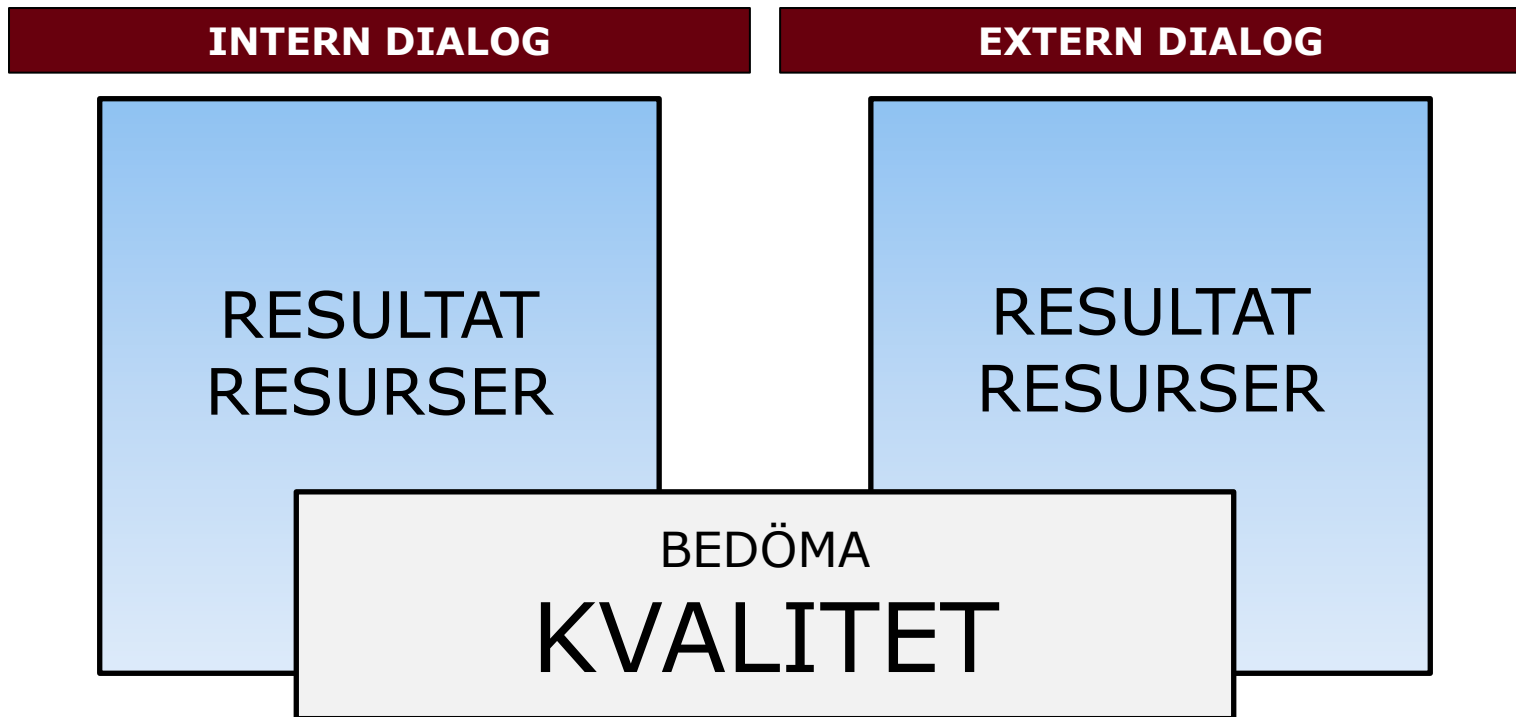 INTERN DIALOG
EXTERN DIALOG
RESULTAT
RESURSER
RESULTAT
RESURSER
BEDÖMA
KVALITET